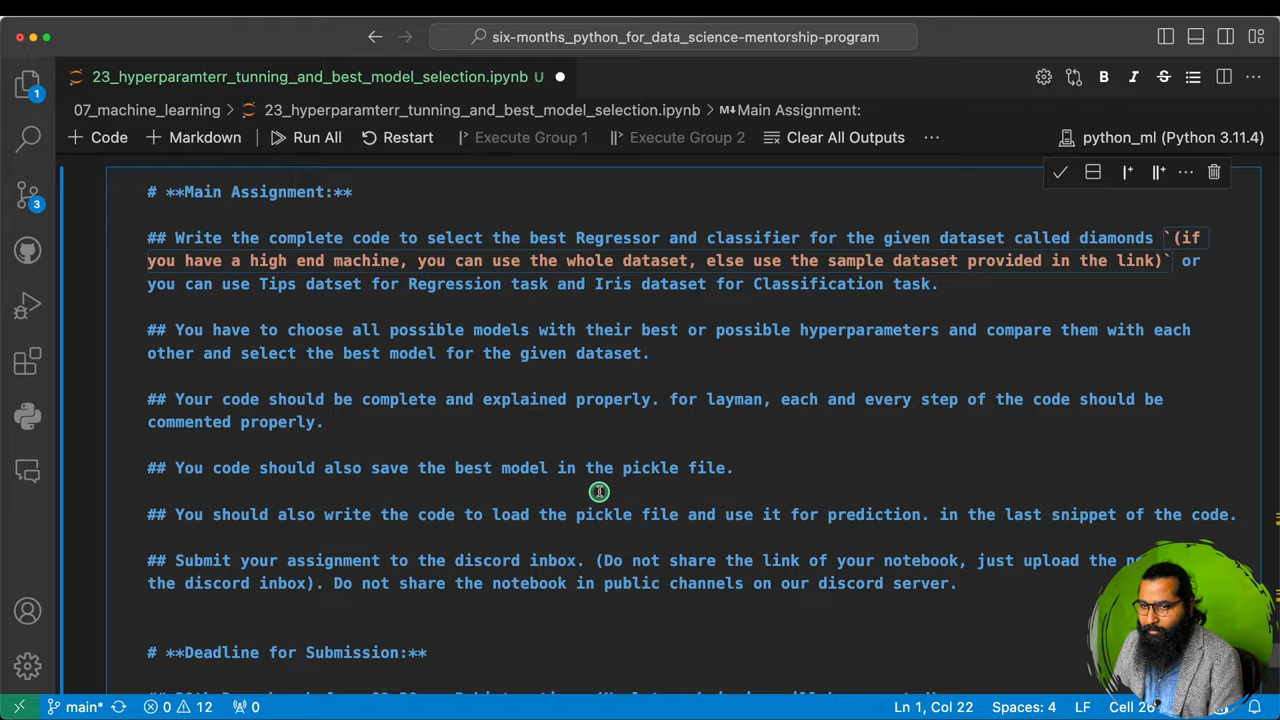 six-months_python_for_data_science-mentorship-program
23_hyperparamterr_tunning_and_best_model_selection.ipynb U
07_machine_learning > 23_hyperparamterr_tunning_and_best_model_selection.ipynb > M↓Main Assignment:
+ Code + Markdown Run All Restart Execute Group 1 Execute Group 2 Clear All Outputs ... python_ml (Python 3.11.4)
# **Main Assignment:**
## Write the complete code to select the best Regressor and classifier for the given dataset called diamonds `(if
you have a high end machine, you can use the whole dataset, else use the sample dataset provided in the link)` or
you can use Tips datset for Regression task and Iris dataset for Classification task.
## You have to choose all possible models with their best or possible hyperparameters and compare them with each
other and select the best model for the given dataset.
## Your code should be complete and explained properly. for layman, each and every step of the code should be
commented properly.
## You code should also save the best model in the pickle file.
## You should also write the code to load the pickle file and use it for prediction. in the last snippet of the code.
## Submit your assignment to the discord inbox. (Do not share the link of your notebook, just upload the
the discord inbox). Do not share the notebook in public channels on our discord server.
# **Deadline for Submission:**
1
3
main* 0 12 0 Ln 1, Col 22 Spaces: 4 LF Cell